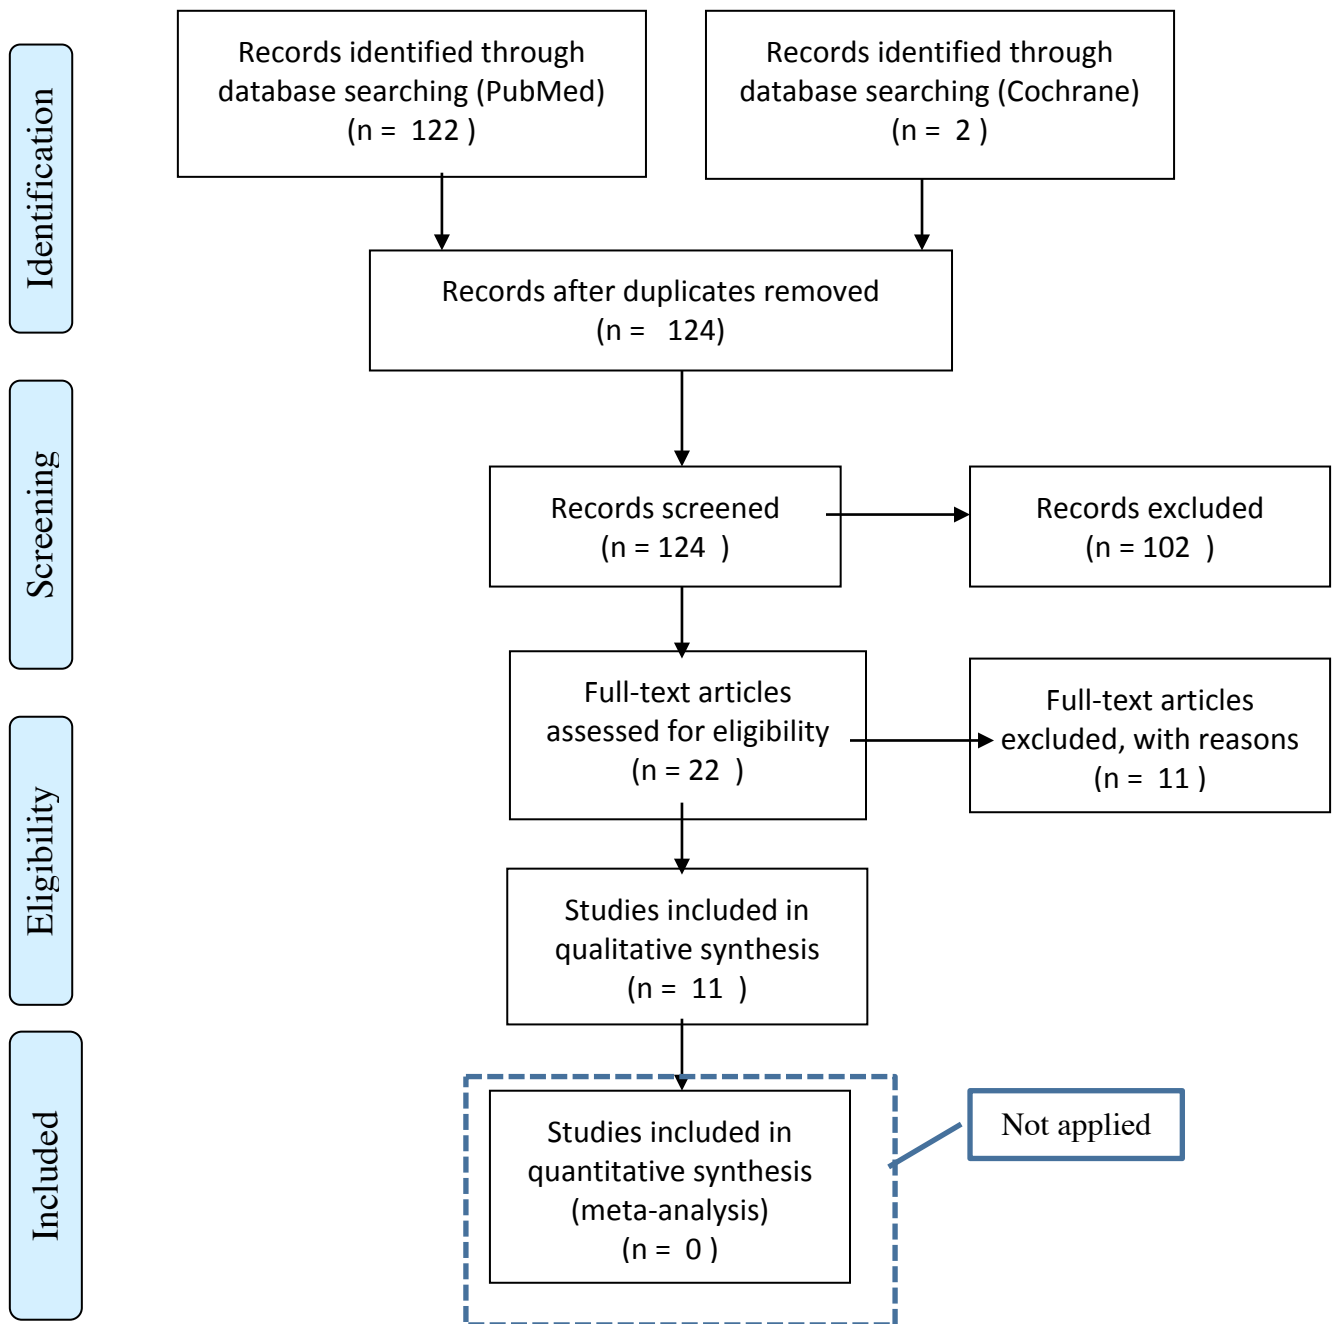 Identification
Records identified through
database searching (PubMed)
(n = 122 )
Records identified through
database searching (Cochrane)
(n = 2 )
Records after duplicates removed
(n = 124)
Screening
Records screened
(n = 124 )
Records excluded
(n = 102 )
Eligibility
Full-text articles
assessed for eligibility
(n = 22 )
Full-text articles
excluded, with reasons
(n = 11 )
Studies included in
qualitative synthesis
(n = 11 )
Included
Studies included in
quantitative synthesis
(meta-analysis)
(n = 0 )
Not applied